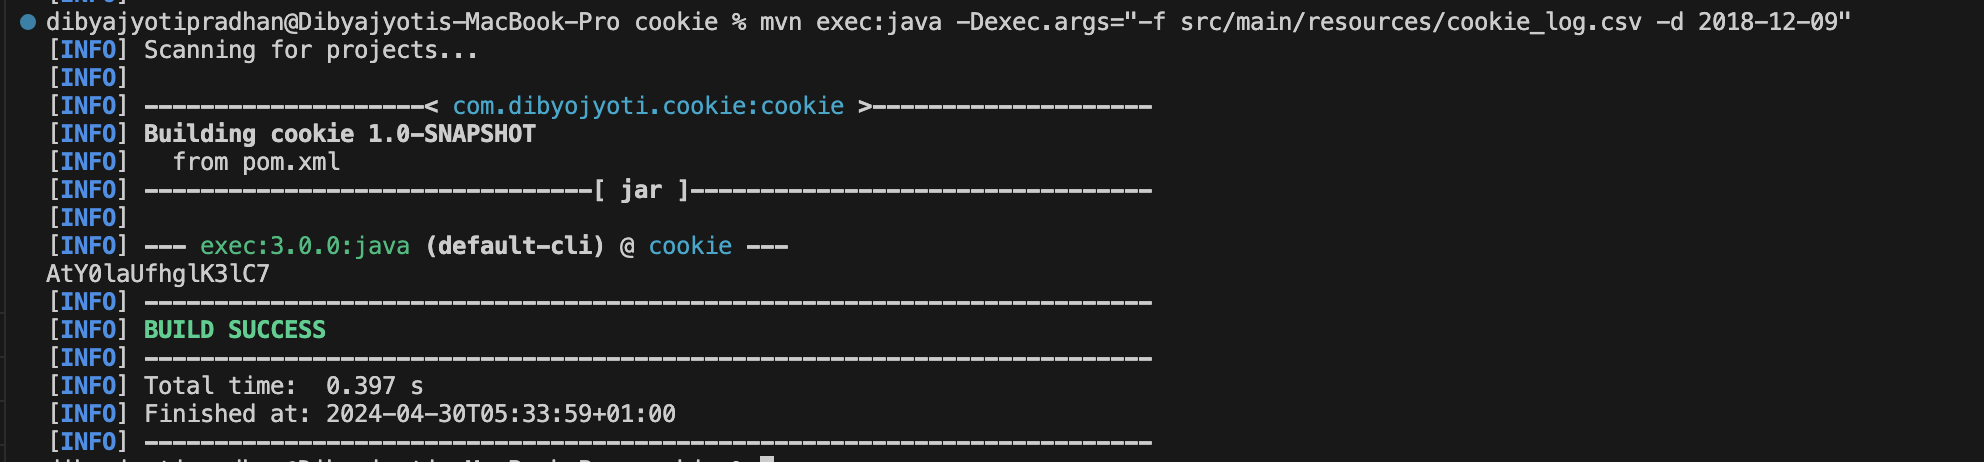 dibyajyotipradhan@Dibyajyotis-MacBook-Pro cookie % mvn exec:java -Dexec.args="-f src/main/resources/cookie_log.csv -d 2018-12-09"
[INFO] Scanning for projects...
[INFO]
[INFO] --------------------< com.dibyojyoti.cookie:cookie >--------------------
[INFO] Building cookie 1.0-SNAPSHOT
[INFO]   from pom.xml
[INFO] --------------------------------[ jar ]---------------------------------
[INFO]
[INFO] --- exec:3.0.0:java (default-cli) @ cookie ---
AtY0laUfhglK3lC7
[INFO] ------------------------------------------------------------------------
[INFO] BUILD SUCCESS
[INFO] ------------------------------------------------------------------------
[INFO] Total time:  0.397 s
[INFO] Finished at: 2024-04-30T05:33:59+01:00
[INFO] ------------------------------------------------------------------------